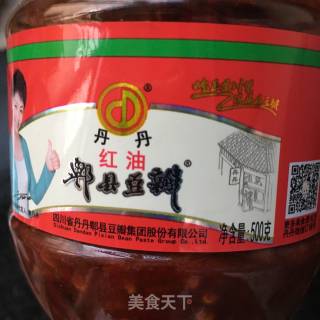 丹丹
红油
郫县豆瓣®
四川省丹丹郫县豆瓣集团股份有限公司
Sichuan Dandan Pixian Bean Paste Group Co.,Ltd.
净含量:500克
美食天下